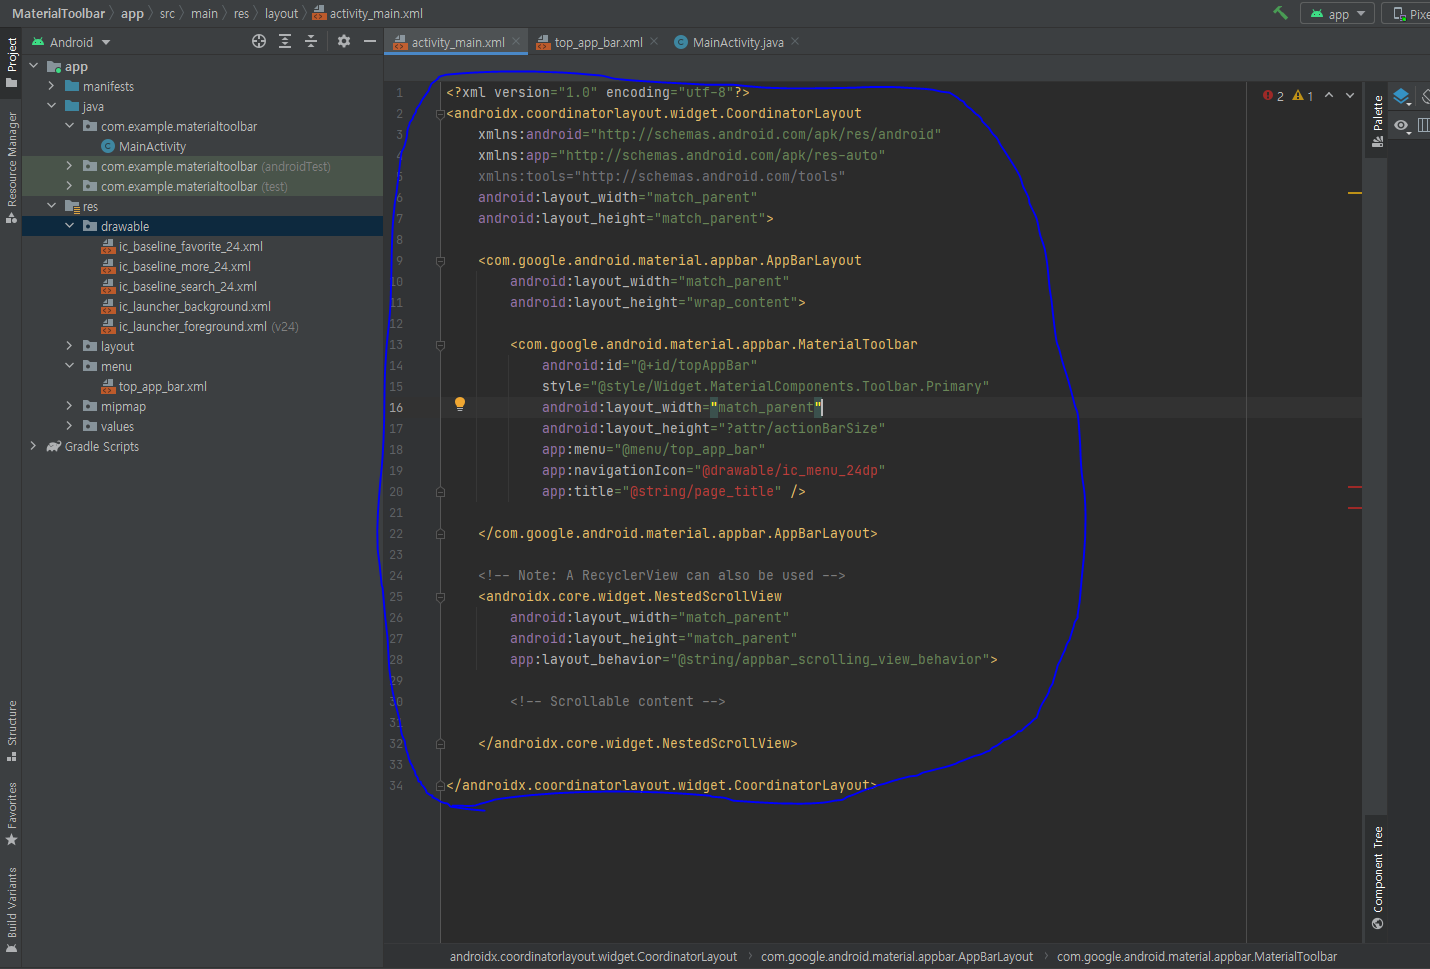 MaterialToolbar app src main res layout activity_main.xml
app Pixe
Android
activity_main.xml top_app_bar.xml MainActivity.java
Project
Resource Manager
Structure
Favorites
Build Variants
app
manifests
java
com.example.materialtoolbar
MainActivity
com.example.materialtoolbar (androidTest)
com.example.materialtoolbar (test)
res
drawable
ic_baseline_favorite_24.xml
ic_baseline_more_24.xml
ic_baseline_search_24.xml
ic_launcher_background.xml
ic_launcher_foreground.xml (v24)
layout
menu
top_app_bar.xml
mipmap
values
Gradle Scripts
1 <?xml version="1.0" encoding="utf-8"?>
2 <androidx.coordinatorlayout.widget.CoordinatorLayout
3 xmlns:android="http://schemas.android.com/apk/res/android"
4 xmlns:app="http://schemas.android.com/apk/res-auto"
5 xmlns:tools="http://schemas.android.com/tools"
6 android:layout_width="match_parent"
7 android:layout_height="match_parent">
8
9 <com.google.android.material.appbar.AppBarLayout
10 android:layout_width="match_parent"
11 android:layout_height="wrap_content">
12
13 <com.google.android.material.appbar.MaterialToolbar
14 android:id="@+id/topAppBar"
15 style="@style/Widget.MaterialComponents.Toolbar.Primary"
16 android:layout_width="match_parent"
17 android:layout_height="?attr/actionBarSize"
18 app:menu="@menu/top_app_bar"
19 app:navigationIcon="@drawable/ic_menu_24dp"
20 app:title="@string/page_title" />
21
22 </com.google.android.material.appbar.AppBarLayout>
23
24 <!-- Note: A RecyclerView can also be used -->
25 <androidx.core.widget.NestedScrollView
26 android:layout_width="match_parent"
27 android:layout_height="match_parent"
28 app:layout_behavior="@string/appbar_scrolling_view_behavior">
29
30 <!-- Scrollable content -->
31
32 </androidx.core.widget.NestedScrollView>
33
34 </androidx.coordinatorlayout.widget.CoordinatorLayout>
2 1
Palette
Component Tree
androidx.coordinatorlayout.widget.CoordinatorLayout com.google.android.material.appbar.AppBarLayout com.google.android.material.appbar.MaterialToolbar